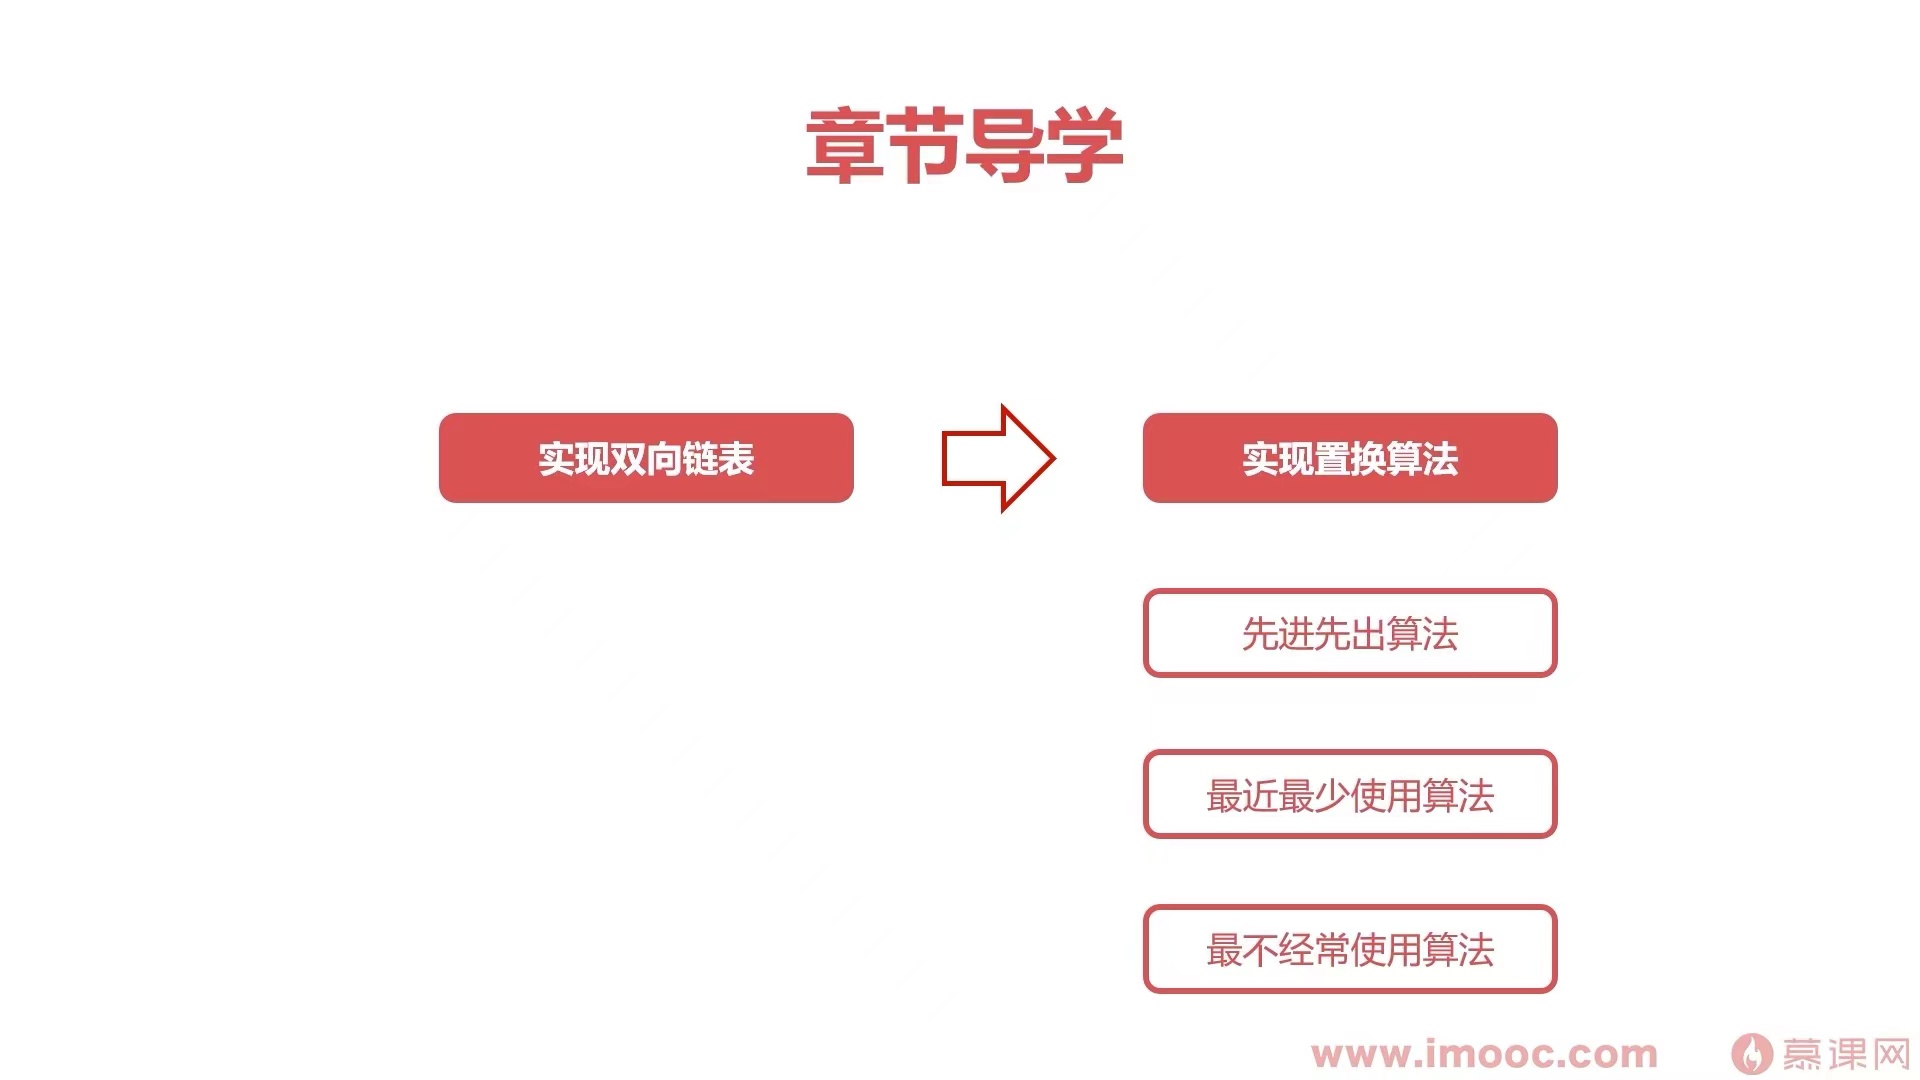 章节导学
实现双向链表
实现置换算法
先进先出算法
最近最少使用算法
最不经常使用算法
www.imooc.com
慕课网